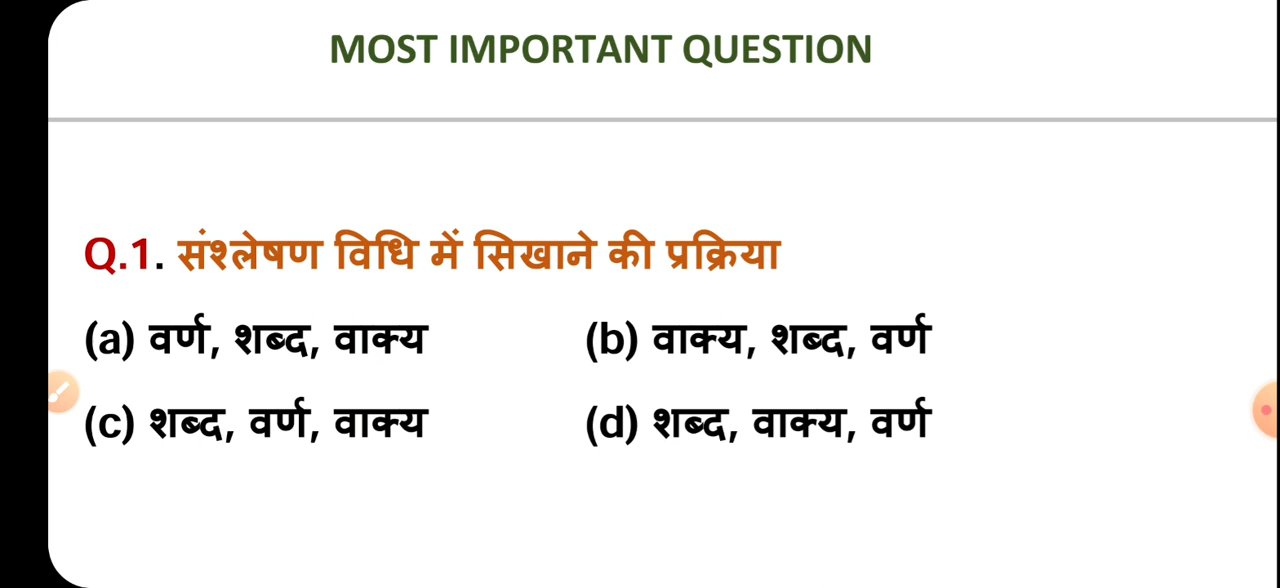 MOST IMPORTANT QUESTION
Q.1. संश्लेषण विधि में सिखाने की प्रक्रिया
(a) वर्ण, शब्द, वाक्य (b) वाक्य, शब्द, वर्ण
(c) शब्द, वर्ण, वाक्य (d) शब्द, वाक्य, वर्ण